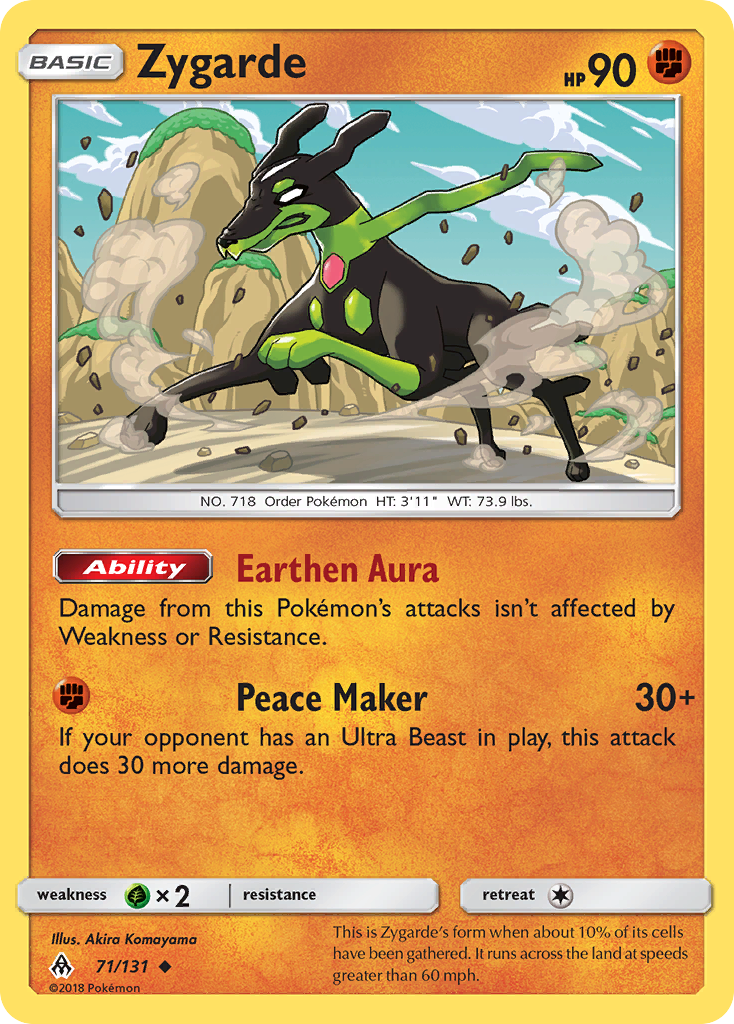 BASIC Zygarde HP 90
NO. 718 Order Pokémon HT: 3'11" WT: 73.9 lbs.
Ability Earthen Aura
Damage from this Pokémon's attacks isn't affected by
Weakness or Resistance.
Peace Maker 30+
If your opponent has an Ultra Beast in play, this attack
does 30 more damage.
weakness × 2 resistance retreat
Illus. Akira Komayama
71/131
©2018 Pokémon
This is Zygarde's form when about 10% of its cells
have been gathered. It runs across the land at speeds
greater than 60 mph.